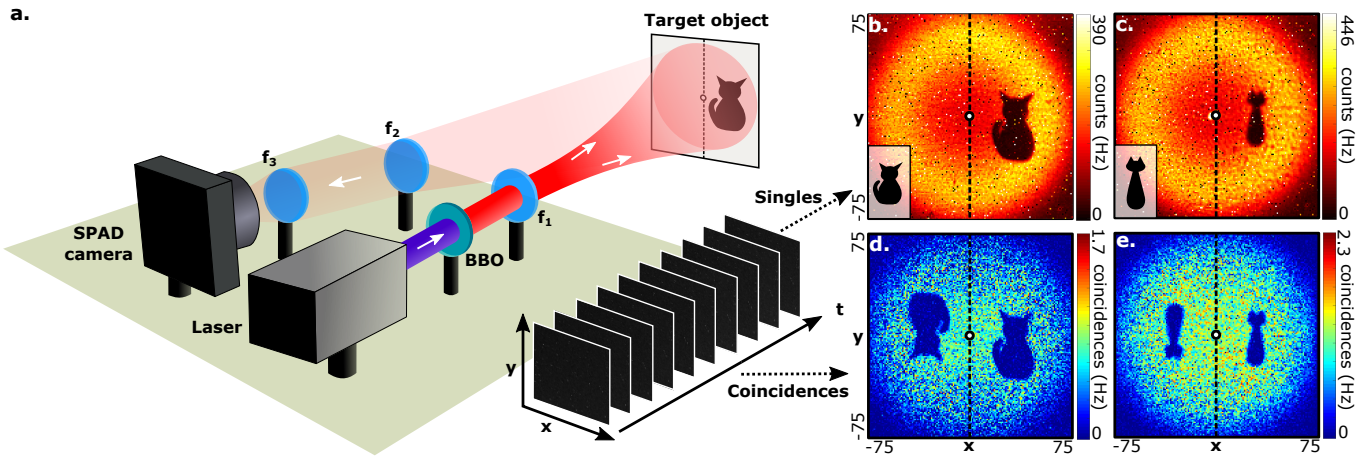 a.
Target object
f₂
f₃
f₁
SPAD
camera
BBO
Laser
Singles
Coincidences
y
x
t
b.
75
y
-75
390
counts (Hz)
0
c.
446
counts (Hz)
0
d.
75
y
-75
-75
x
75
1.7
coincidences (Hz)
0
e.
-75
x
75
2.3
coincidences (Hz)
0